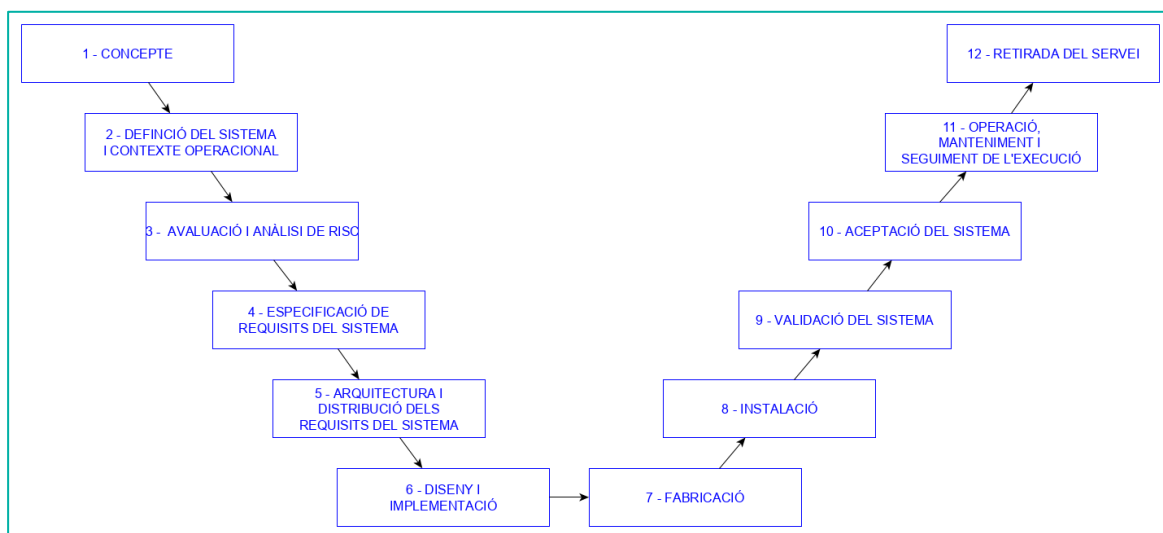 1 - CONCEPTE
2 - DEFINCIÓ DEL SISTEMA
I CONTEXTE OPERACIONAL
3 - AVALUACIÓ I ANÀLISI DE RISC
4 - ESPECIFICACIÓ DE
REQUISITS DEL SISTEMA
5 - ARQUITECTURA I
DISTRIBUCIÓ DELS
REQUISITS DEL SISTEMA
6 - DISENY I
IMPLEMENTACIÓ
7 - FABRICACIÓ
8 - INSTALACIÓ
9 - VALIDACIÓ DEL SISTEMA
10 - ACEPTACIÓ DEL SISTEMA
11 - OPERACIÓ,
MANTENIMENT I
SEGUIMENT DE L'EXECUCIÓ
12 - RETIRADA DEL SERVEI